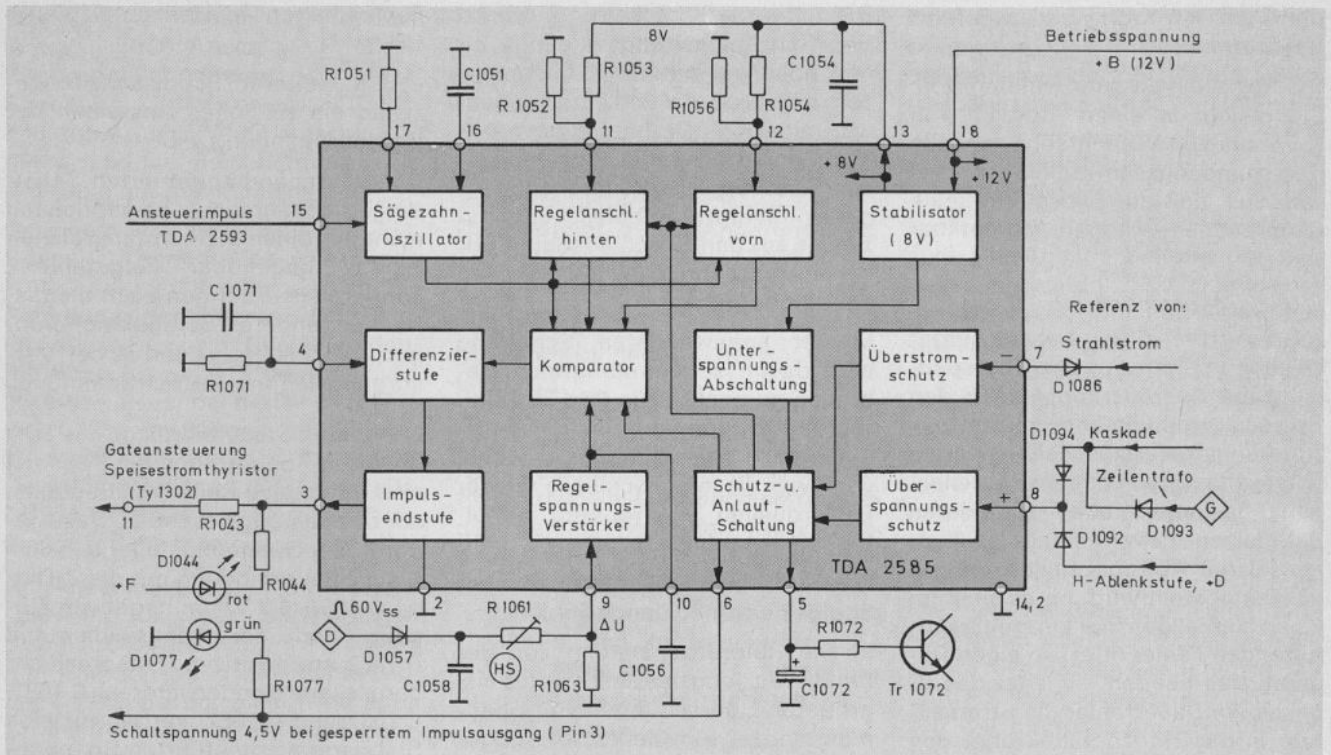 Betriebsspannung
+B (12V)
8V
R1051
C1051
R1053
R 1052
R1056
R1054
C1054
17
16
11
12
13
18
+ 8V
+12V
Ansteuerimpuls
TDA 2593
15
Sägezahn-
Oszillator
Regelanschl.
hinten
Regelanschl.
vorn
Stabilisator
( 8V )
C 1071
R1071
4
Differenzier-
stufe
Komparator
Unter-
spannungs-
Abschaltung
Überstrom-
schutz
Referenz von:
Strahlstrom
– 7
D1086
Gateansteuerung
Speisestromthyristor
(Ty 1302)
11
R1043
3
Impuls-
endstufe
Regel-
spannungs-
Verstärker
Schutz- u.
Anlauf-
Schaltung
Über-
spannungs
schutz
+ 8
D1094
Kaskade
Zeilentrafo
G
D1093
D1092
H-Ablenkstufe, +D
TDA 2585
D1044
+F
rot
R1044
grün
D1077
R1077
2
9
10
6
5
14,2
60 Vss
D
D1057
C1058
R 1061
HS
ΔU
R1063
C1056
+
C1072
R1072
Tr 1072
Schaltspannung 4,5V bei gesperrtem Impulsausgang ( Pin 3)